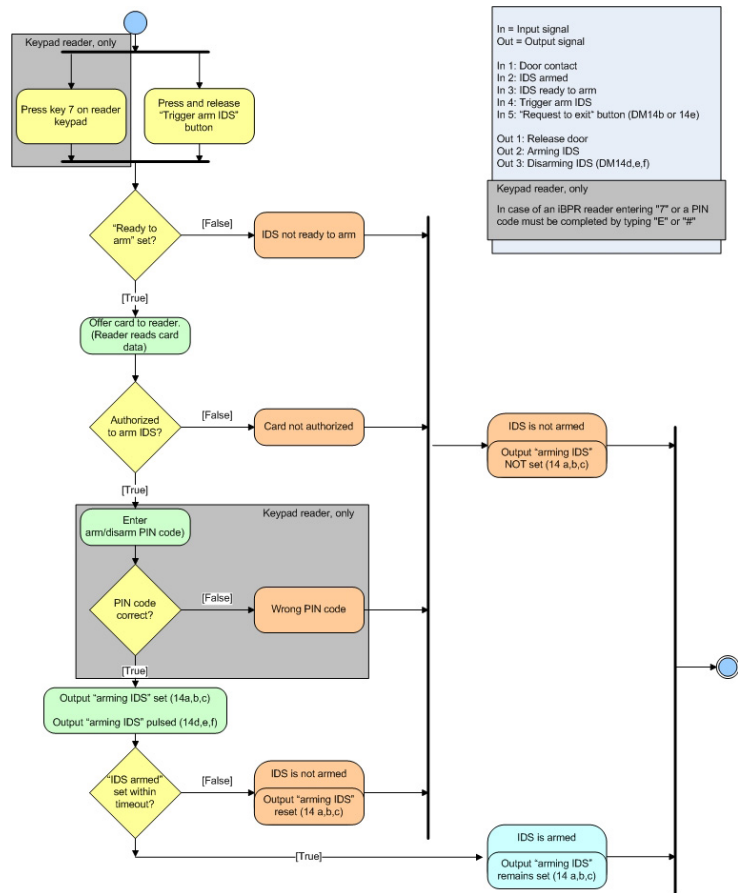 Keypad reader, only
Press key 7 on reader
keypad
Press and release
“Trigger arm IDS”
button
In = Input signal
Out = Output signal
In 1: Door contact
In 2: IDS armed
In 3: IDS ready to arm
In 4: Trigger arm IDS
In 5: "Request to exit" button (DM14b or 14e)
Out 1: Release door
Out 2: Arming IDS
Out 3: Disarming IDS (DM14d,e,f)
Keypad reader, only
In case of an iBPR reader entering "7" or a PIN
code must be completed by typing "E" or "#"
“Ready to
arm” set?
[False]
IDS not ready to arm
[True]
Offer card to reader.
(Reader reads card
data)
Authorized
to arm IDS?
[False]
Card not authorized
IDS is not armed
Output “arming IDS”
NOT set (14 a,b,c)
[True]
Keypad reader, only
Enter
arm/disarm PIN code)
PIN code
correct?
[False]
Wrong PIN code
[True]
Output “arming IDS” set (14a,b,c)
Output “arming IDS” pulsed (14d,e,f)
“IDS armed”
set within
timeout?
[False]
IDS is not armed
Output “arming IDS”
reset (14 a,b,c)
[True]
IDS is armed
Output “arming IDS”
remains set (14 a,b,c)